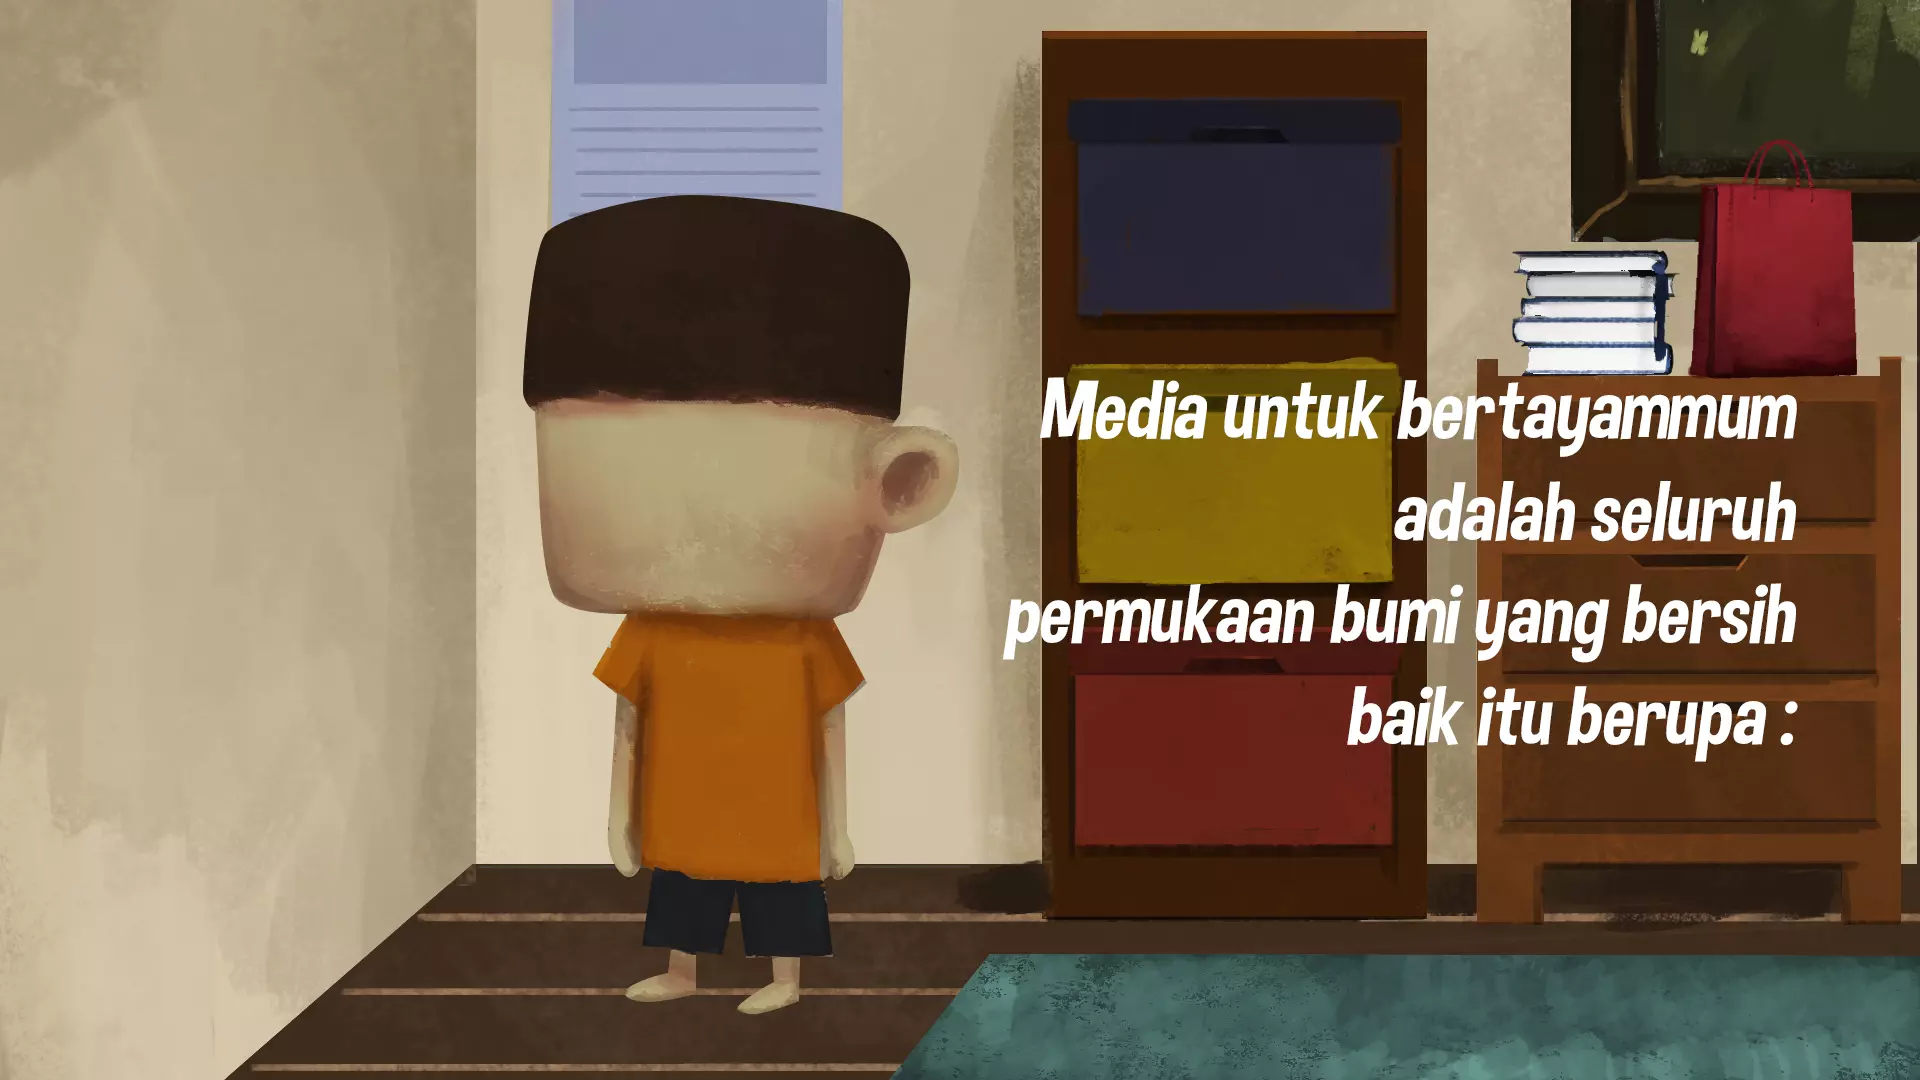 Media untuk bertayammum
adalah seluruh
permukaan bumi yang bersih
baik itu berupa :